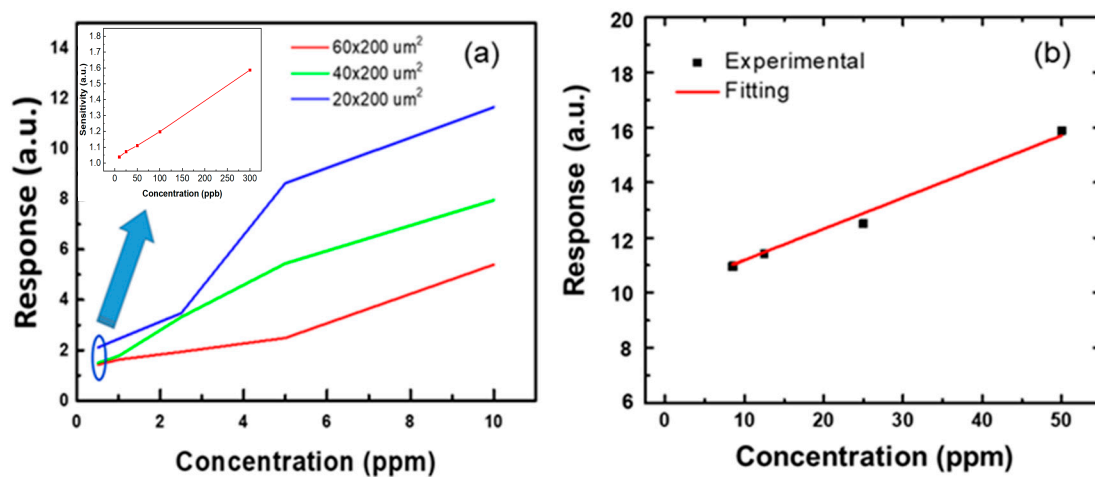 (a)
60x200 um²
40x200 um²
20x200 um²
Response (a.u.)
14
12
10
8
6
4
2
0
0 2 4 6 8 10
Concentration (ppm)
Sensitivity (a.u.)
1.8
1.7
1.6
1.5
1.4
1.3
1.2
1.1
1.0
0 50 100 150 200 250 300
Concentration (ppb)
(b)
Experimental
Fitting
Response (a.u.)
20
18
16
14
12
10
8
6
0 10 20 30 40 50
Concentration (ppm)